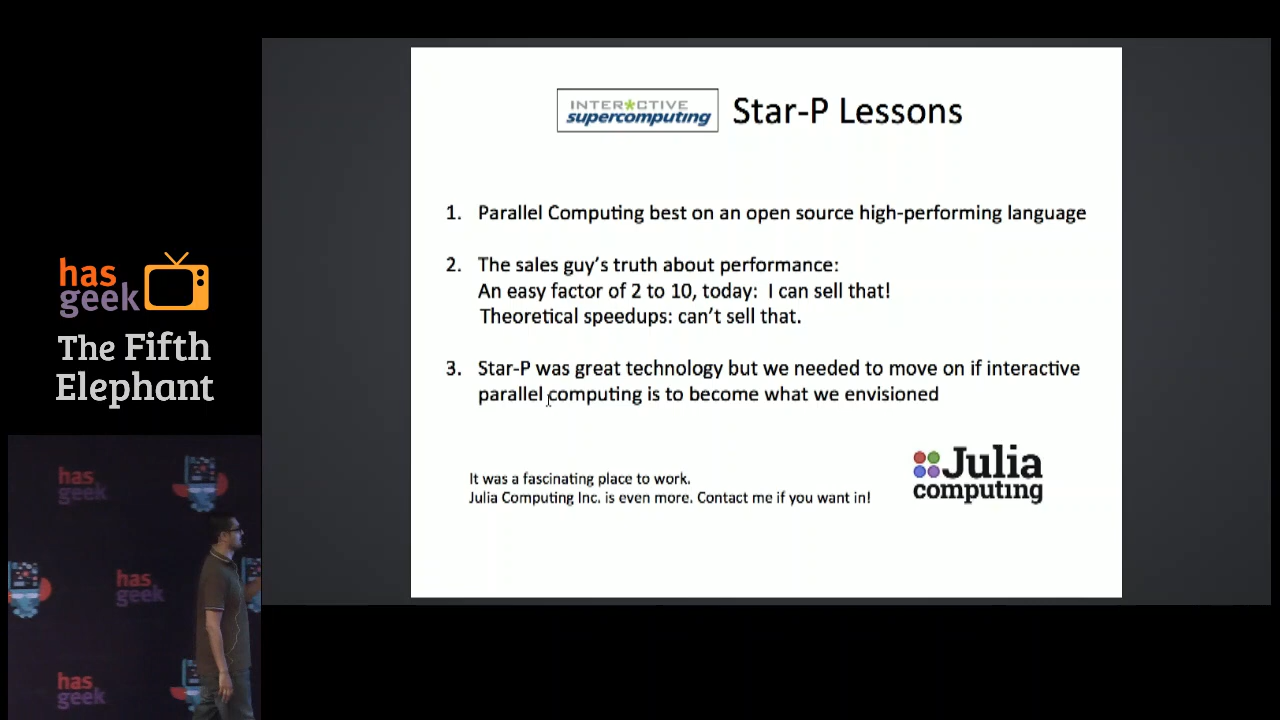 INTER*CTIVE
supercomputing
Star-P Lessons
1. Parallel Computing best on an open source high-performing language
2. The sales guy's truth about performance:
An easy factor of 2 to 10, today: I can sell that!
Theoretical speedups: can't sell that.
3. Star-P was great technology but we needed to move on if interactive
parallel computing is to become what we envisioned
It was a fascinating place to work.
Julia Computing Inc. is even more. Contact me if you want in!
Julia
computing
has
geek
The Fifth
Elephant
has
geek
has
geek
has
geek